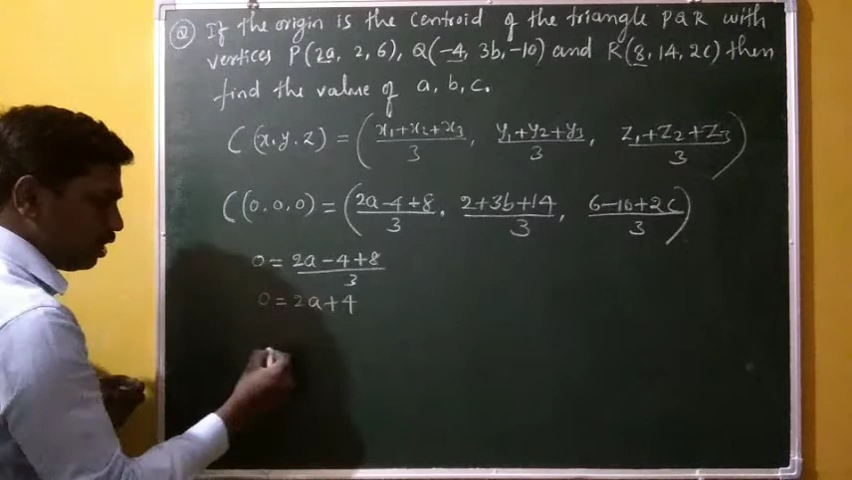 Q If the origin is the centroid of the triangle PQR with
vertices P(2a, 2, 6), Q(-4, 3b, -10) and R(8, 14, 2c) then
find the value of a, b, c.
C(x, y, z) = ( x1+x2+x3/3, y1+y2+y3/3, z1+z2+z3/3 )
C(0, 0, 0) = ( 2a-4+8/3, 2+3b+14/3, 6-10+2c/3 )
0 = 2a-4+8/3
0 = 2a+4